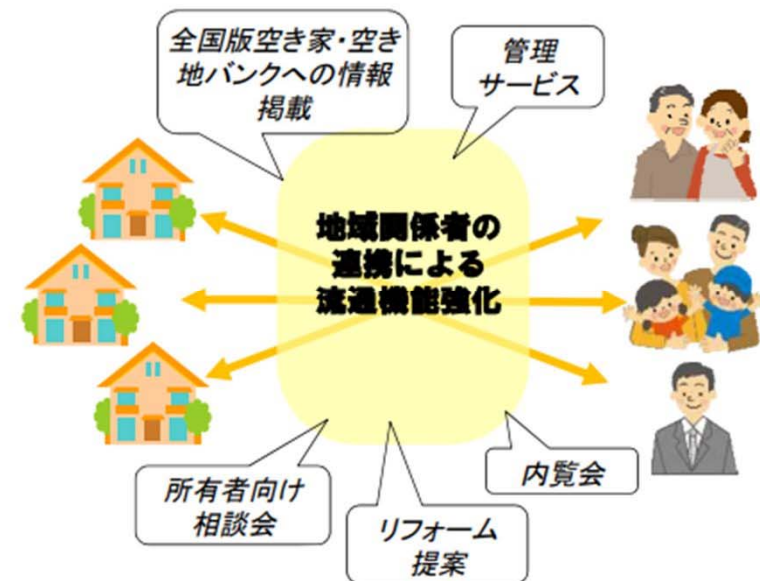 全国版空き家・空き
地バンクへの情報
掲載
管理
サービス
地域関係者の
連携による
流通機能強化
所有者向け
相談会
リフォーム
提案
内覧会